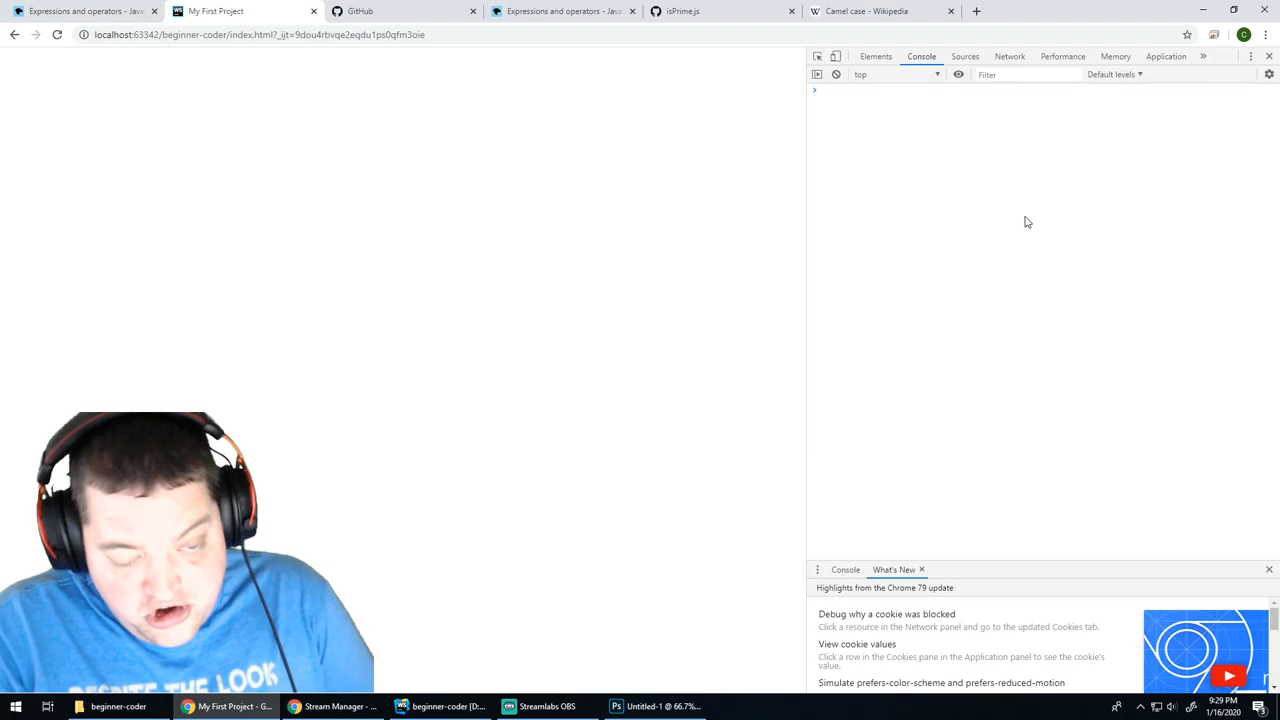 Expressions and operators - Java
My First Project
GitHub
Expressions and operators - Java
isPrime.js
Camel case - Wikipedia
localhost:63342/beginner-coder/index.html?_ijt=9dou4rbvqe2eqdu1ps0qfm3oie
C
Elements Console Sources Network Performance Memory Application
top Filter Default levels
Console What's New
Highlights from the Chrome 79 update
Debug why a cookie was blocked
Click a resource in the Network panel and go to the updated Cookies tab.
View cookie values
Click a row in the Cookies pane in the Application panel to see the cookie's
value.
Simulate prefers-color-scheme and prefers-reduced-motion
DESPITE THE LOOK
beginner-coder
My First Project - G...
Stream Manager - ...
beginner-coder [D:...
Streamlabs OBS
Untitled-1 @ 66.7%...
9:29 PM
1/16/2020
3